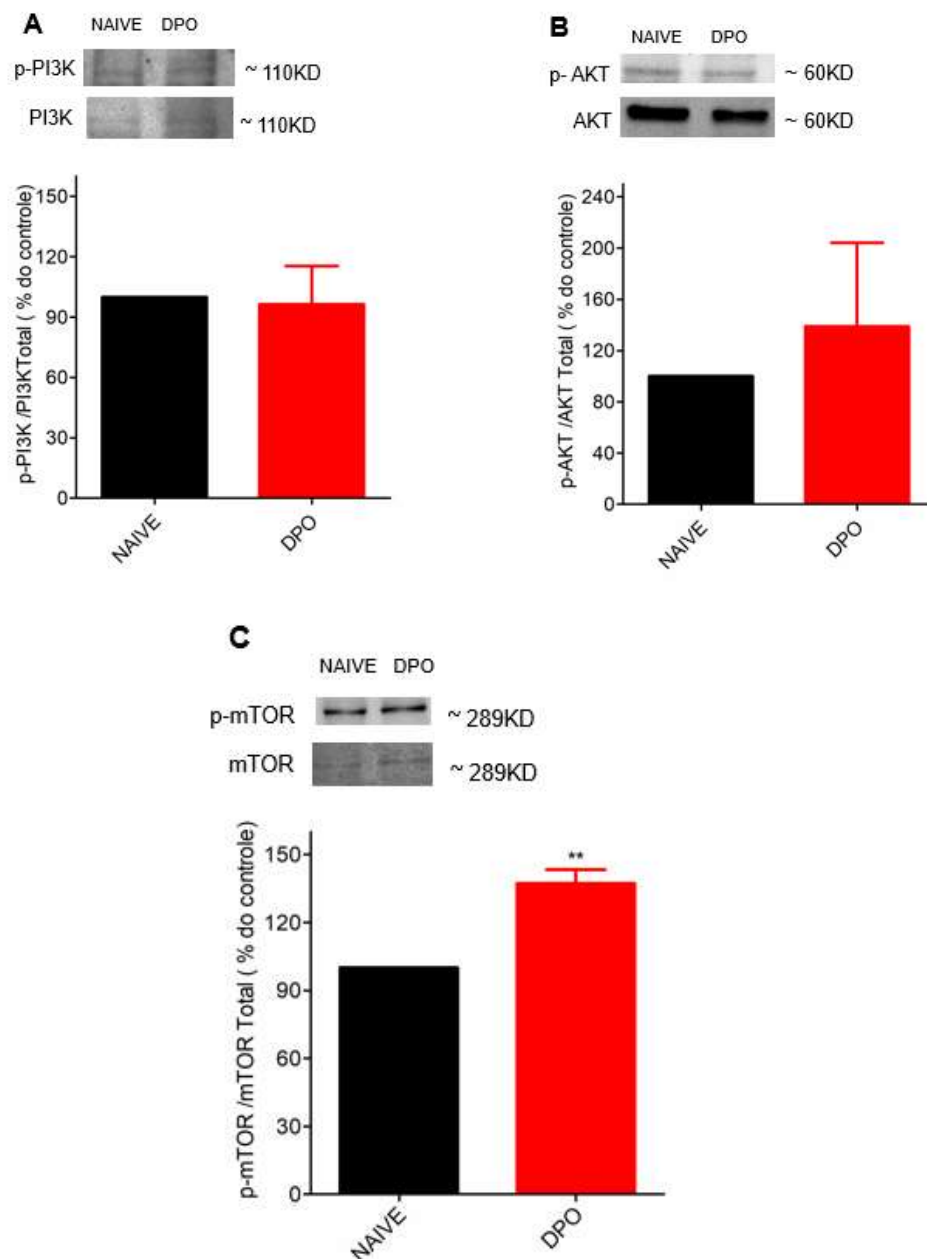 A
NAIVE DPO
p-PI3K ~ 110KD
PI3K ~ 110KD
p-PI3K /PI3KTotal ( % do controle)
150
120
90
60
30
0
NAIVE
DPO
B
NAIVE DPO
p- AKT ~ 60KD
AKT ~ 60KD
p-AKT /AKT Total ( % do controle)
240
200
160
120
80
40
0
NAIVE
DPO
C
NAIVE DPO
p-mTOR ~ 289KD
mTOR ~ 289KD
p-mTOR /mTOR Total ( % do controle)
150
120
90
60
30
0
**
NAIVE
DPO